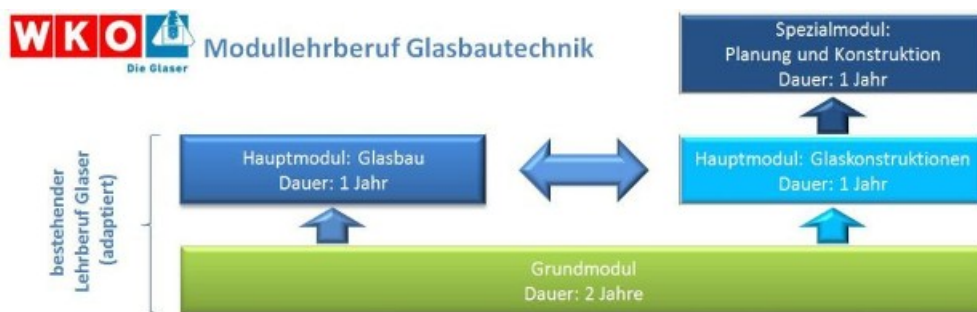 WKO
Die Glaser
Modullehrberuf Glasbautechnik
Spezialmodul:
Planung und Konstruktion
Dauer: 1 Jahr
bestehender
Lehrberuf Glaser
(adaptiert)
Hauptmodul: Glasbau
Dauer: 1 Jahr
Hauptmodul: Glaskonstruktionen
Dauer: 1 Jahr
Grundmodul
Dauer: 2 Jahre